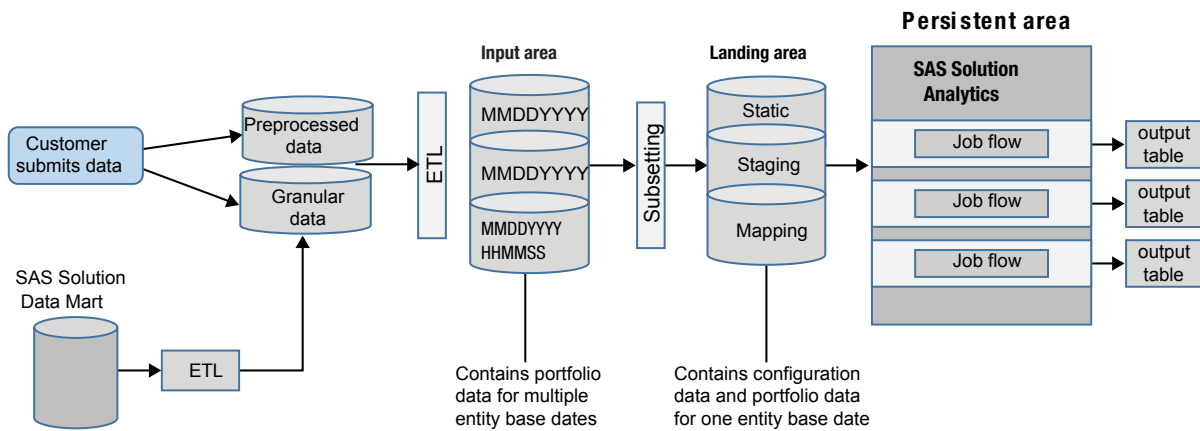 Persistent area
Input area
Landing area
SAS Solution
Analytics
Customer
submits data
Preprocessed
data
Granular
data
ETL
MMDDYYYY
MMDDYYYY
MMDDYYYY
HHMMSS
Subsetting
Static
Staging
Mapping
Job flow
output
table
Job flow
output
table
Job flow
output
table
SAS Solution
Data Mart
ETL
Contains portfolio
data for multiple
entity base dates
Contains configuration
data and portfolio data
for one entity base date